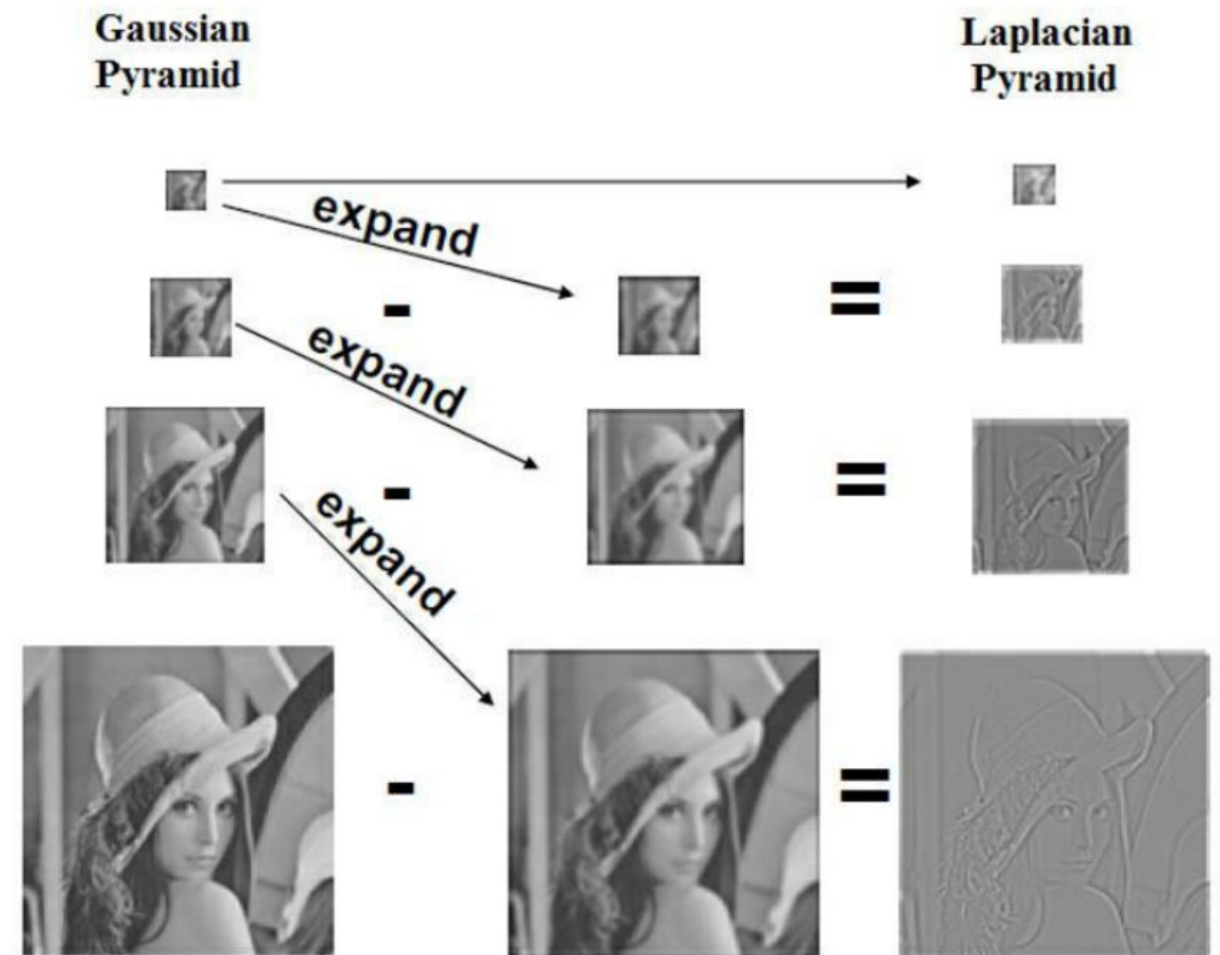 Gaussian
Pyramid
Laplacian
Pyramid
expand
-
=
expand
-
=
expand
-
=